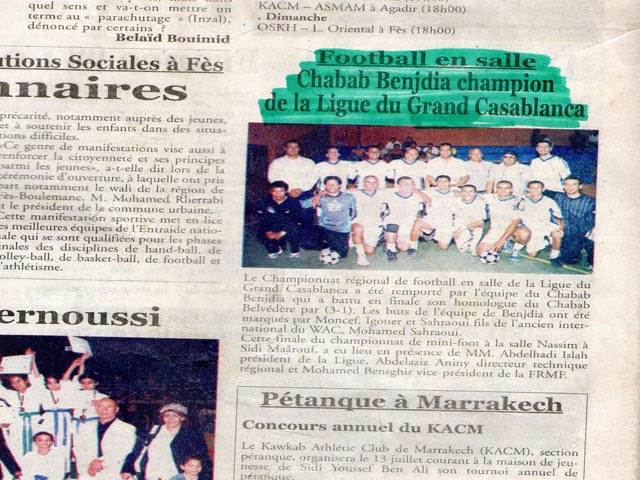 quel sens et va-t-on mettre un
terme au « parachutage » (Inzal),
dénoncé par certains ?
Belaïd Bouimid
utions Sociales à Fès
nnaires
précarité, notamment auprès des jeunes,
et à soutenir les enfants dans des situa-
tions difficiles.
«Ce genre de manifestations vise aussi à
renforcer la citoyenneté et ses principes
parmi les jeunes», a-t-elle dit lors de la
cérémonie d'ouverture, à laquelle ont pris
part notamment le wali de la région de
Fès-Boulemane, M. Mohamed Rherrabi
et le président de la commune urbaine.
Cette manifestation sportive met en lice
les meilleures équipes de l'Entraide natio-
nale qui se sont qualifiées pour les phases
finales des disciplines de hand-ball, de
volley-ball, de basket-ball, de football et
d'athlétisme.
ernoussi
KACM – ASMAM à Agadir (18h00)
. Dimanche
OSKH – L. Oriental à Fès (18h00)
Football en salle
Chabab Benjdia champion
de la Ligue du Grand Casablanca
Le Championnat régional de football en salle de la Ligue du
Grand Casablanca a été remporté par l'équipe du Chabab
Benjdia qui a battu en finale son homologue du Chabab
Belvédère par (3-1). Les buts de l'équipe de Benjdia ont été
marqués par Moncef, Igouer et Sahraoui fils de l'ancien inter-
national du WAC, Mohamed Sahraoui.
Cette finale du championnat de mini-foot à la salle Nassim à
Sidi Maârouf, a eu lieu en présence de MM. Abdelhadi Islah
président de la Ligue, Abdelaziz Aniny directeur technique
régional et Mohamed Bensghir vice-président de la FRMF.
Pétanque à Marrakech
Concours annuel du KACM
Le Kawkab Athlétic Club de Marrakech (KACM), section
pétanque, organisera le 13 juillet courant à la maison de jeu-
nesse de Sidi Youssef Ben Ali son tournoi annuel de
pétanque.